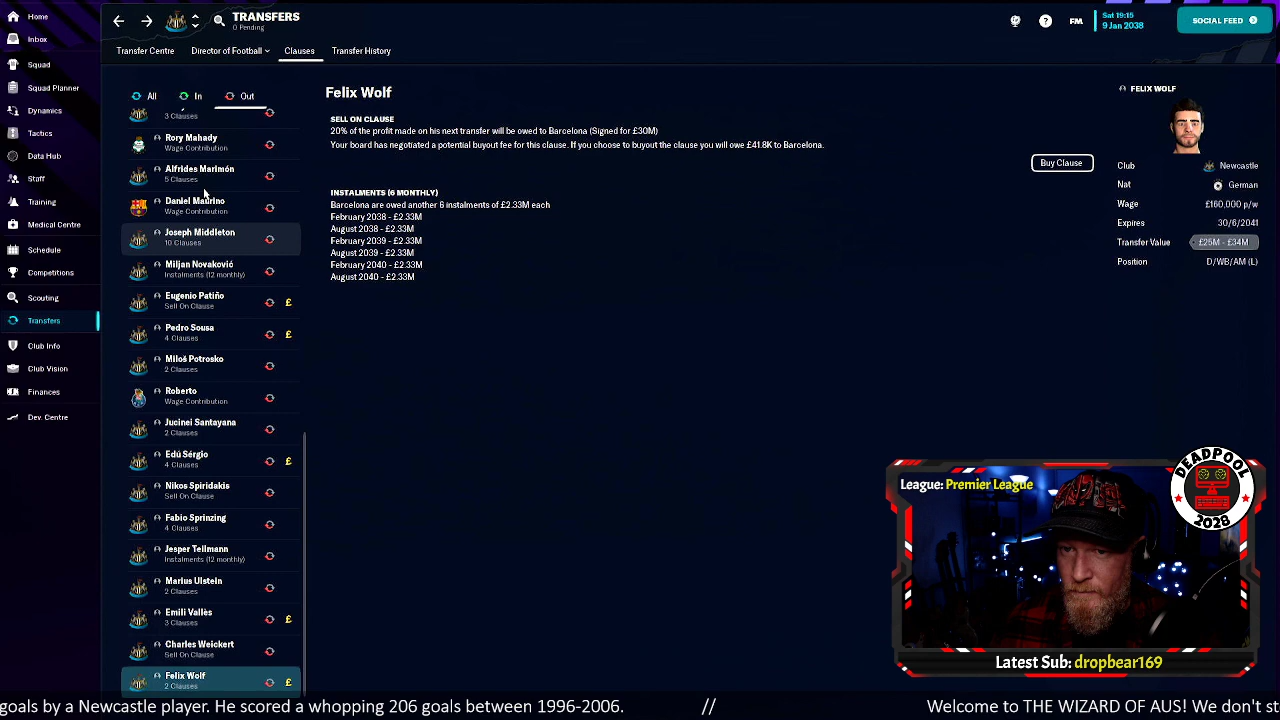 Home
Inbox
Squad
Squad Planner
Dynamics
Tactics
Data Hub
Staff
Training
Medical Centre
Schedule
Competitions
Scouting
Transfers
Club Info
Club Vision
Finances
Dev. Centre
TRANSFERS
0 Pending
FM
Sat 19:15
9 Jan 2038
SOCIAL FEED
Transfer Centre
Director of Football
Clauses
Transfer History
All
In
Out
3 Clauses
Rory Mahady
Wage Contribution
Alfrides Marimón
5 Clauses
Daniel Mauriño
Wage Contribution
Joseph Middleton
10 Clauses
Miljan Novaković
Instalments (12 monthly)
Eugenio Patiño
Sell On Clause
£
Pedro Sousa
4 Clauses
£
Miloš Potrosko
2 Clauses
Roberto
Wage Contribution
Jucinei Santayana
2 Clauses
Edú Sérgio
4 Clauses
£
Nikos Spiridakis
Sell On Clause
Fabio Sprinzing
4 Clauses
Jesper Tellmann
Instalments (12 monthly)
Marius Ulstein
2 Clauses
Emili Vallès
3 Clauses
£
Charles Weickert
Sell On Clause
Felix Wolf
2 Clauses
£
Felix Wolf
SELL ON CLAUSE
20% of the profit made on his next transfer will be owed to Barcelona (Signed for £30M)
Your board has negotiated a potential buyout fee for this clause. If you choose to buyout the clause you will owe £41.8K to Barcelona.
Buy Clause
INSTALMENTS (6 MONTHLY)
Barcelona are owed another 6 instalments of £2.33M each
February 2038 - £2.33M
August 2038 - £2.33M
February 2039 - £2.33M
August 2039 - £2.33M
February 2040 - £2.33M
August 2040 - £2.33M
FELIX WOLF
Club Newcastle
Nat German
Wage £160,000 p/w
Expires 30/6/2041
Transfer Value £25M - £34M
Position D/WB/AM (L)
League: Premier League
DEADPOOL
2028
Latest Sub: dropbear169
goals by a Newcastle player. He scored a whopping 206 goals between 1996-2006. // Welcome to THE WIZARD OF AUS! We don't st